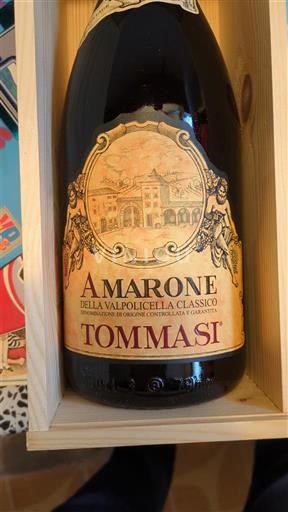 AMARONE
DELLA VALPOLICELLA CLASSICO
DENOMINAZIONE DI ORIGINE CONTROLLATA E GARANTITA
TOMMASI